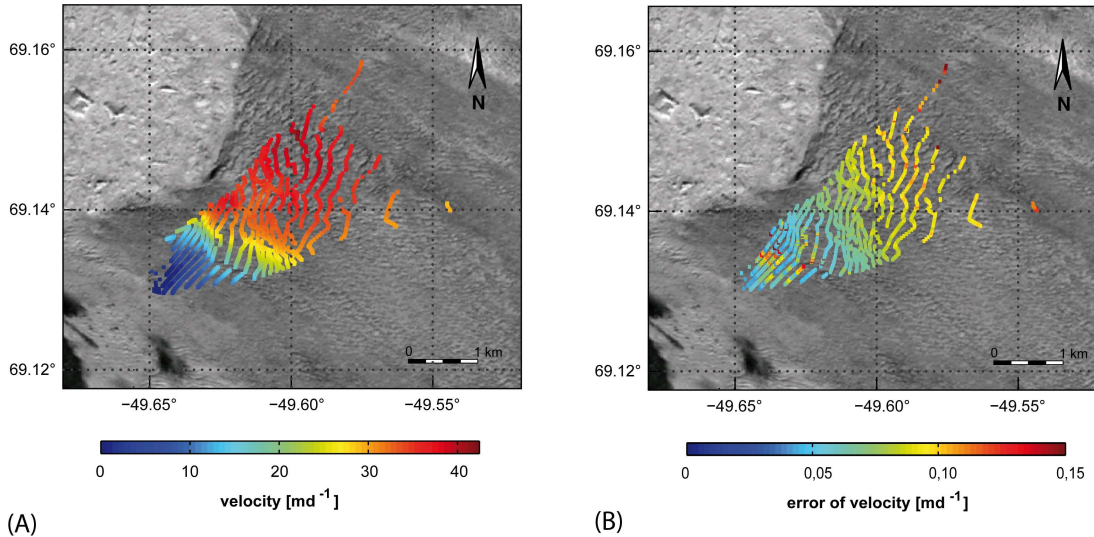 69.16°
69.14°
69.12°
N
0 1 km
−49.65° −49.60° −49.55°
0 10 20 30 40
velocity [md -1]
(A)
69.16°
69.14°
69.12°
N
0 1 km
−49.65° −49.60° −49.55°
0 0,05 0,10 0,15
error of velocity [md -1]
(B)